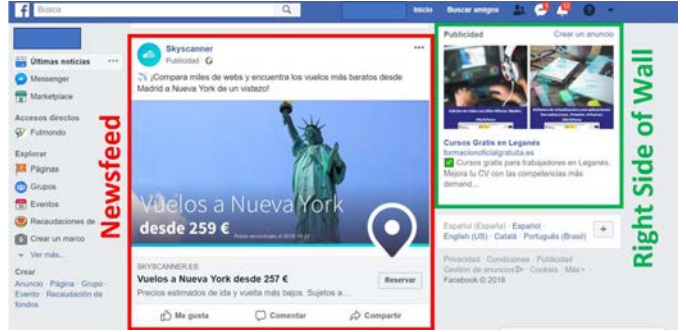 Busca
Inicio
Buscar amigos
Últimas noticias
Messenger
Marketplace
Accesos directos
Futmondo
Explorar
Páginas
Grupos
Eventos
Recaudaciones de
Crear un marco
Ver más...
Crear
Anuncio · Página · Grupo ·
Evento · Recaudación de
fondos
Newsfeed
Skyscanner
Publicidad
¡Compara miles de webs y encuentra los vuelos más baratos desde
Madrid a Nueva York de un vistazo!
Vuelos a Nueva York
desde 259 €
SKYSCANNER.ES
Vuelos a Nueva York desde 257 €
Reservar
Precios estimados de ida y vuelta más bajos. Sujetos a...
Me gusta
Comentar
Compartir
Publicidad
Crear un anuncio
Cursos Gratis en Leganés
formacionoficialgratuita.es
Cursos gratis para trabajadores en Leganés.
Mejora tu CV con las competencias más
demand...
Español (España) · Español ·
English (US) · Català · Português (Brasil)
Privacidad · Condiciones · Publicidad ·
Gestión de anuncios · Cookies · Más
Facebook © 2018
Right Side of Wall